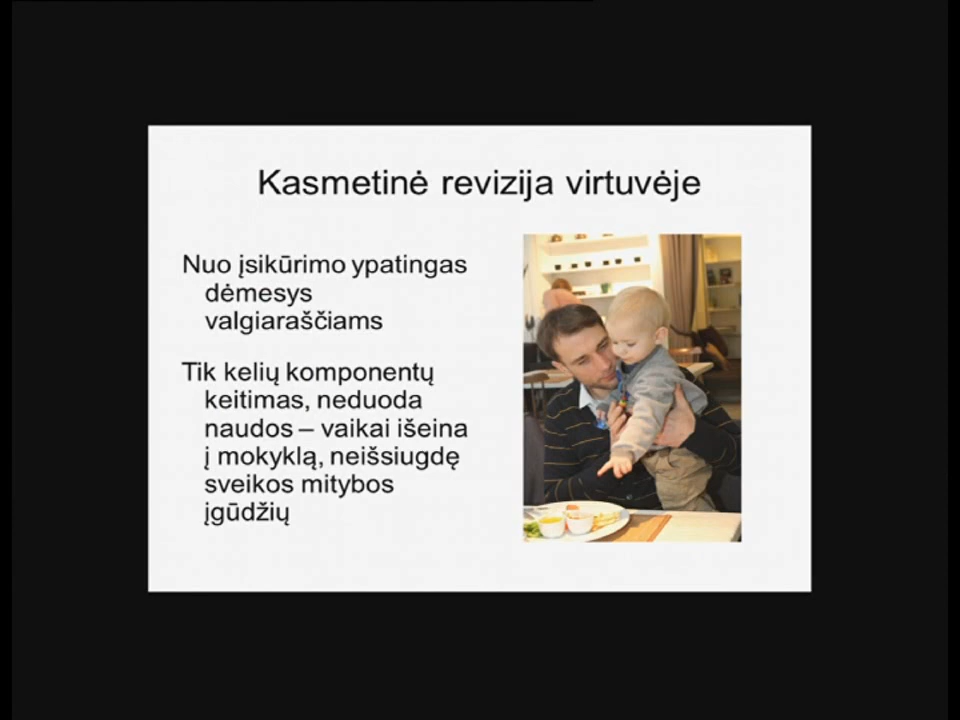 Kasmetinė revizija virtuvėje
Nuo įsikūrimo ypatingas
dėmesys
valgiaraščiams
Tik kelių komponentų
keitimas, neduoda
naudos – vaikai išeina
į mokyklą, neišsiugdę
sveikos mitybos
įgūdžių